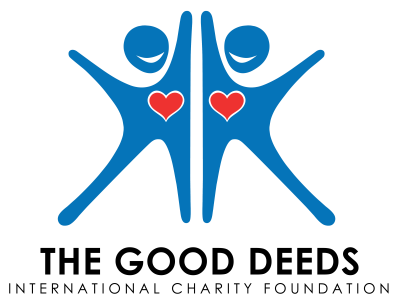 THE GOOD DEEDS
INTERNATIONAL CHARITY FOUNDATION